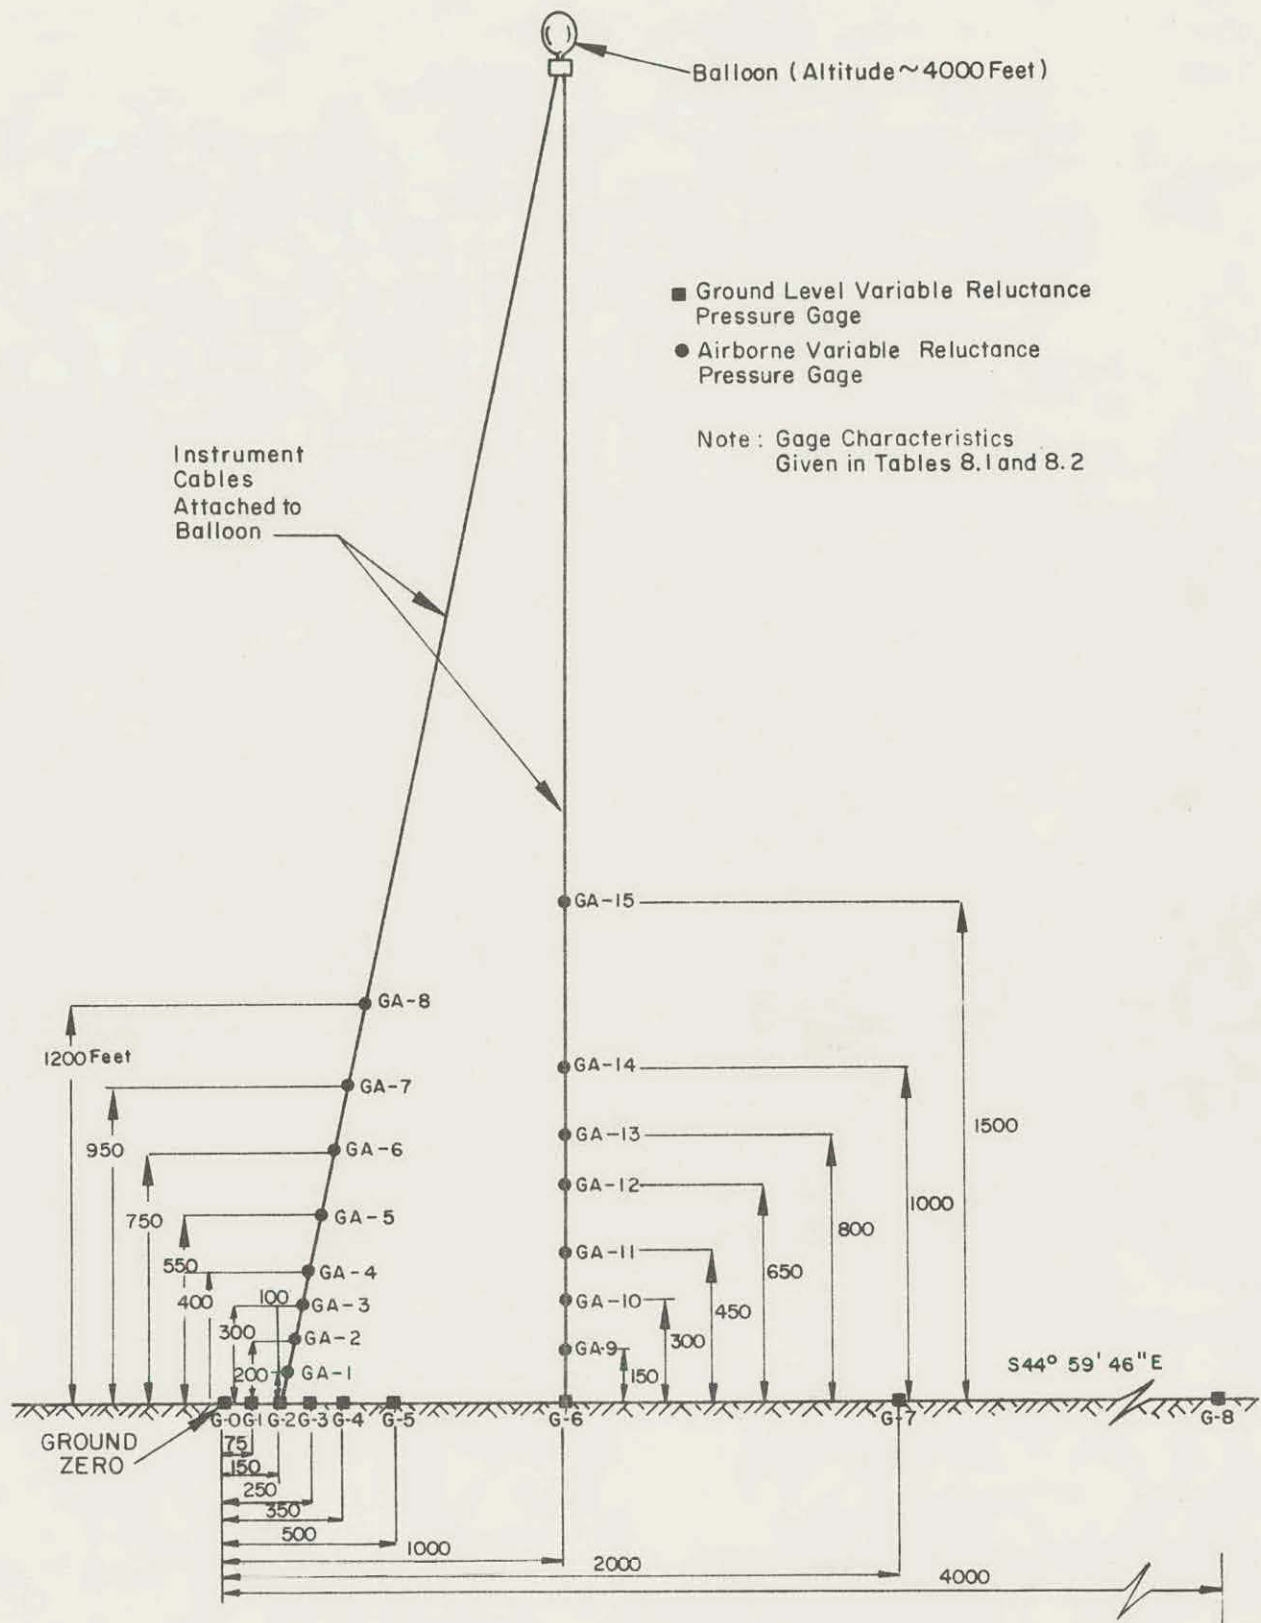 Balloon (Altitude~4000 Feet)
■ Ground Level Variable Reluctance
Pressure Gage
● Airborne Variable Reluctance
Pressure Gage
Note: Gage Characteristics
Given in Tables 8.1 and 8.2
Instrument
Cables
Attached to
Balloon
GA-15
GA-8
1200 Feet
GA-14
GA-7
1500
GA-13
950
GA-6
GA-12
1000
750
GA-5
800
GA-11
550
GA-4
650
400
100
GA-3
GA-10
450
300
GA-2
300
GA-9
200
GA-1
150
S44° 59' 46"E
G-0
G-1
G-2
G-3
G-4
G-5
G-6
G-7
G-8
GROUND
ZERO
75
150
250
350
500
1000
2000
4000